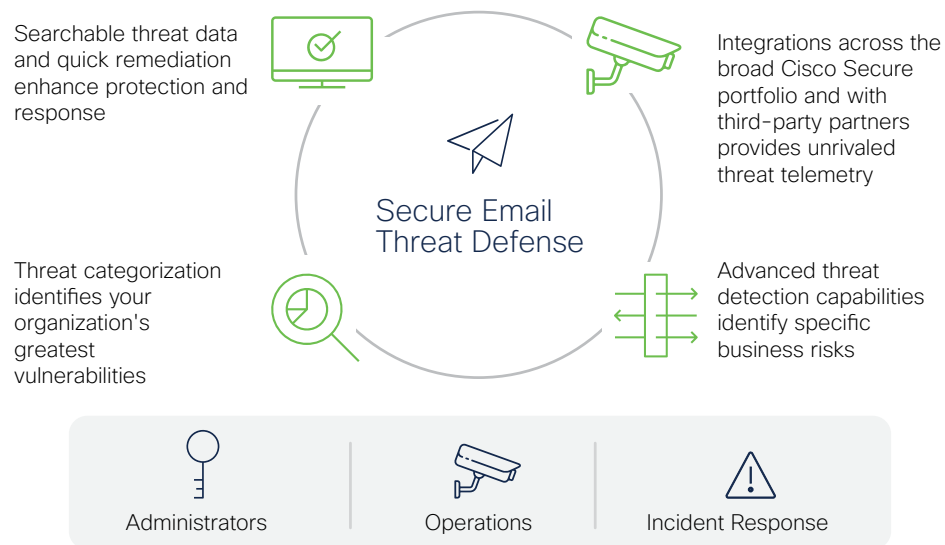 Searchable threat data
and quick remediation
enhance protection and
response
Integrations across the
broad Cisco Secure
portfolio and with
third-party partners
provides unrivaled
threat telemetry
Secure Email
Threat Defense
Threat categorization
identifies your
organization's
greatest
vulnerabilities
Advanced threat
detection capabilities
identify specific
business risks
Administrators
Operations
Incident Response